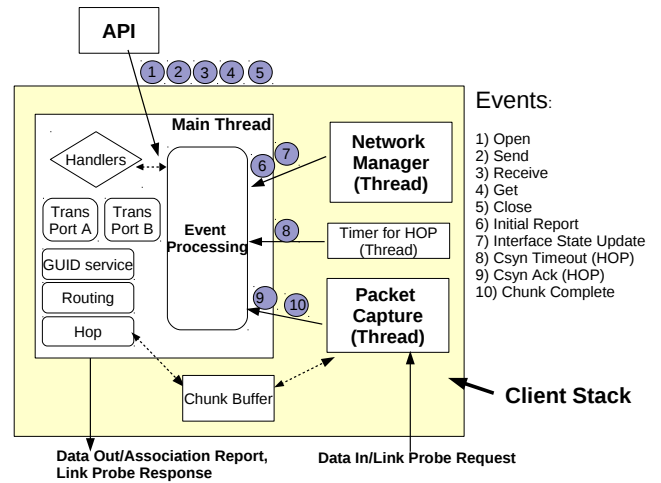 API
1 2 3 4 5
Events:
Main Thread
Handlers
7
6
Network
Manager
(Thread)
1) Open
2) Send
3) Receive
4) Get
5) Close
6) Initial Report
7) Interface State Update
8) Csyn Timeout (HOP)
9) Csyn Ack (HOP)
10) Chunk Complete
Trans
Port A
Trans
Port B
Event
Processing
8
Timer for HOP
(Thread)
GUID service
Routing
Hop
9
10
Packet
Capture
(Thread)
Chunk Buffer
Client Stack
Data Out/Association Report,
Link Probe Response
Data In/Link Probe Request